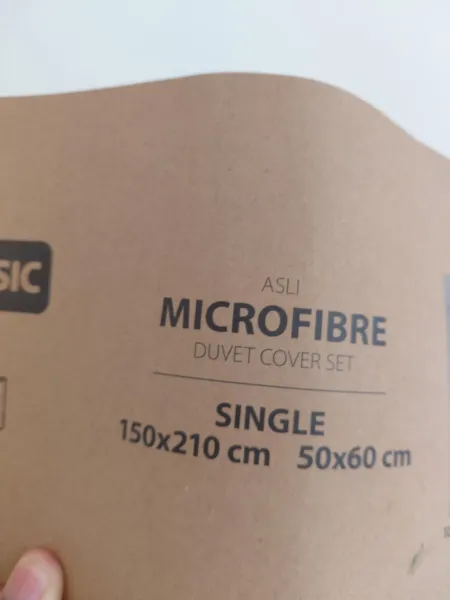 SIC
ASLI
MICROFIBRE
DUVET COVER SET
SINGLE
150x210 cm 50x60 cm